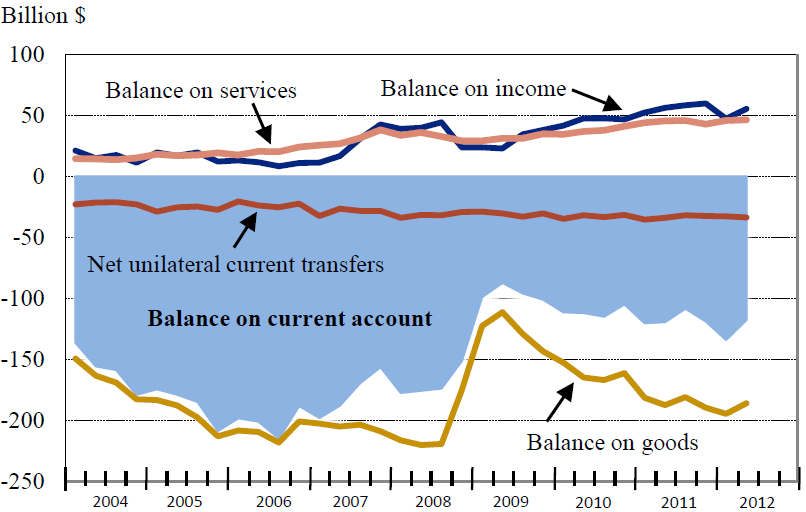 Billion $
100
Balance on services
Balance on income
50
0
-50
Net unilateral current transfers
-100
Balance on current account
-150
-200
Balance on goods
-250
2004 2005 2006 2007 2008 2009 2010 2011 2012